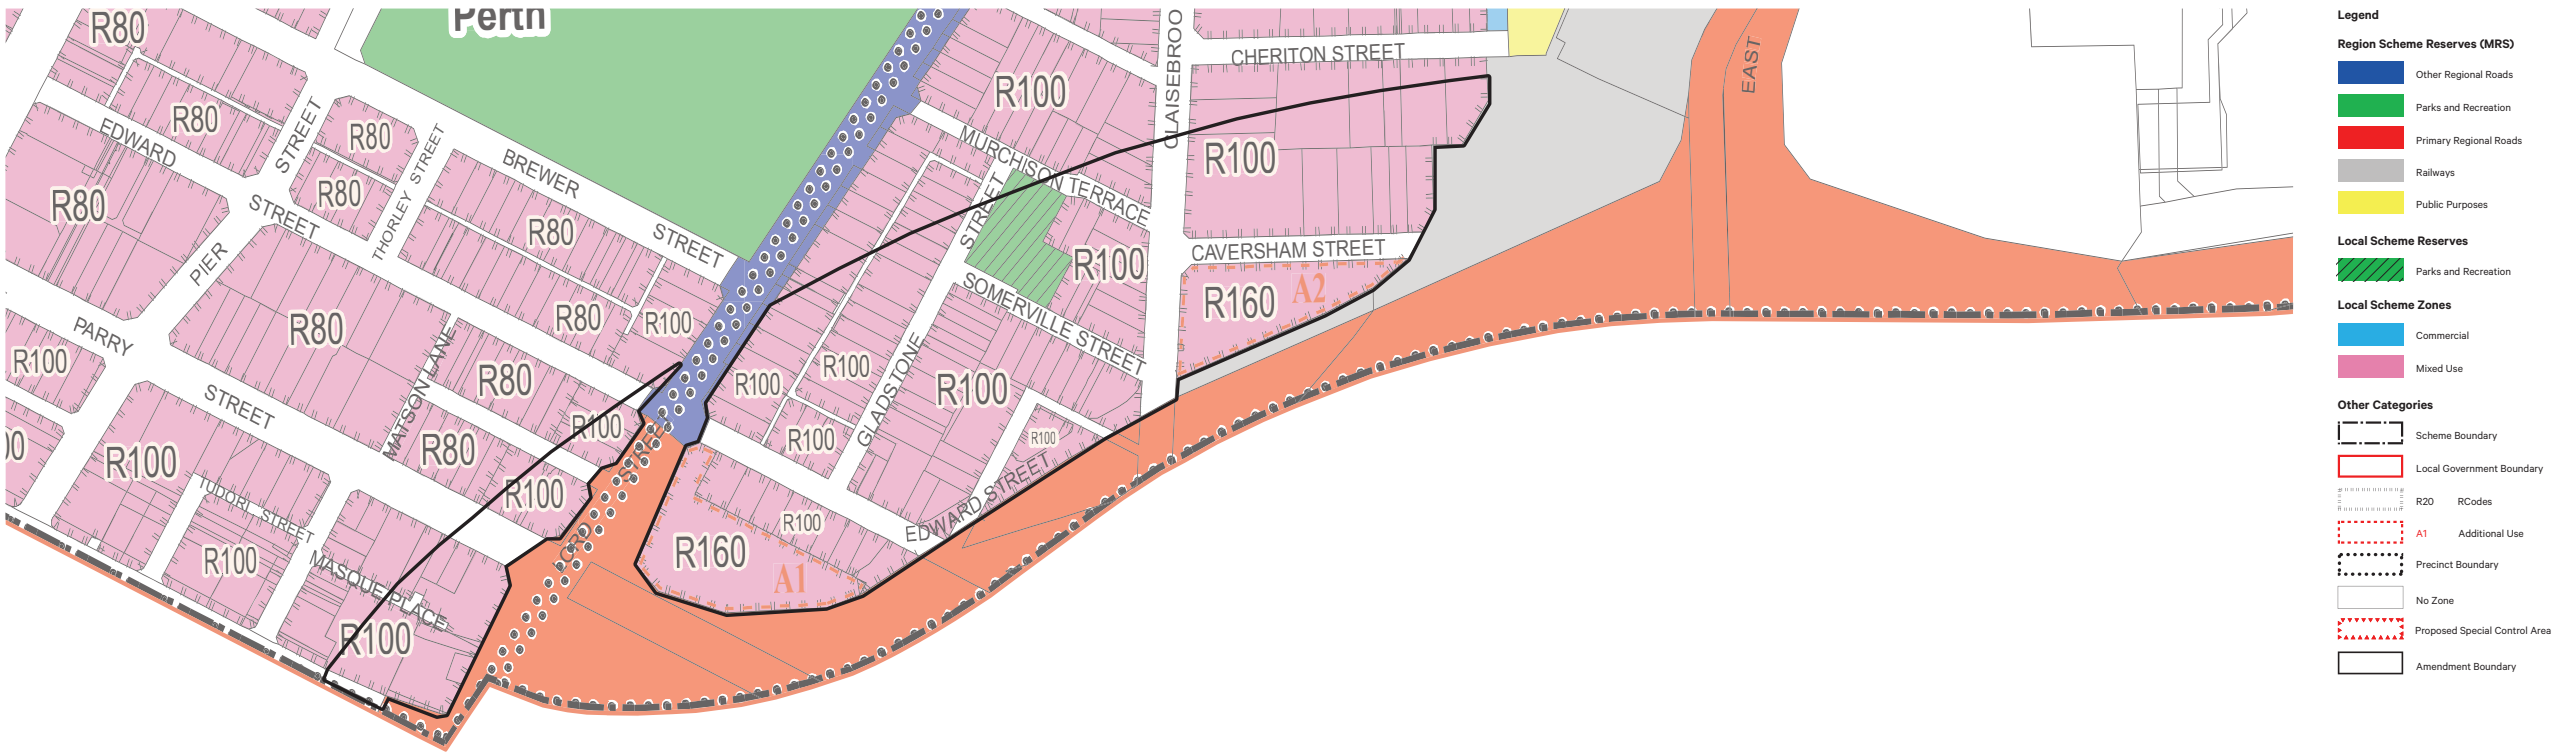 Perth
R80
CLAISEBROO
CHERITON STREET
EAST
R80
EDWARD
STREET
R80
R100
BREWER
STREET
R80
THORLEY STREET
MURCHISON TERRACE
R100
R80
STREET
R80
STREET
STREET
R100
CAVERSHAM STREET
PIER
SOMERVILLE STREET
R160
A2
PARRY
R80
R80
R100
R100
MATSON LANE
R80
R100
R100
GLADSTONE
R100
STREET
R100
R80
R100
R100
R100
R100
STREET
EDWARD STREET
TUDORI STREET
R100
R160
A1
R100
MASQUE PLACE
R100
Legend
Region Scheme Reserves (MRS)
Other Regional Roads
Parks and Recreation
Primary Regional Roads
Railways
Public Purposes
Local Scheme Reserves
Parks and Recreation
Local Scheme Zones
Commercial
Mixed Use
Other Categories
Scheme Boundary
Local Government Boundary
R20 RCodes
A1 Additional Use
Precinct Boundary
No Zone
Proposed Special Control Area
Amendment Boundary